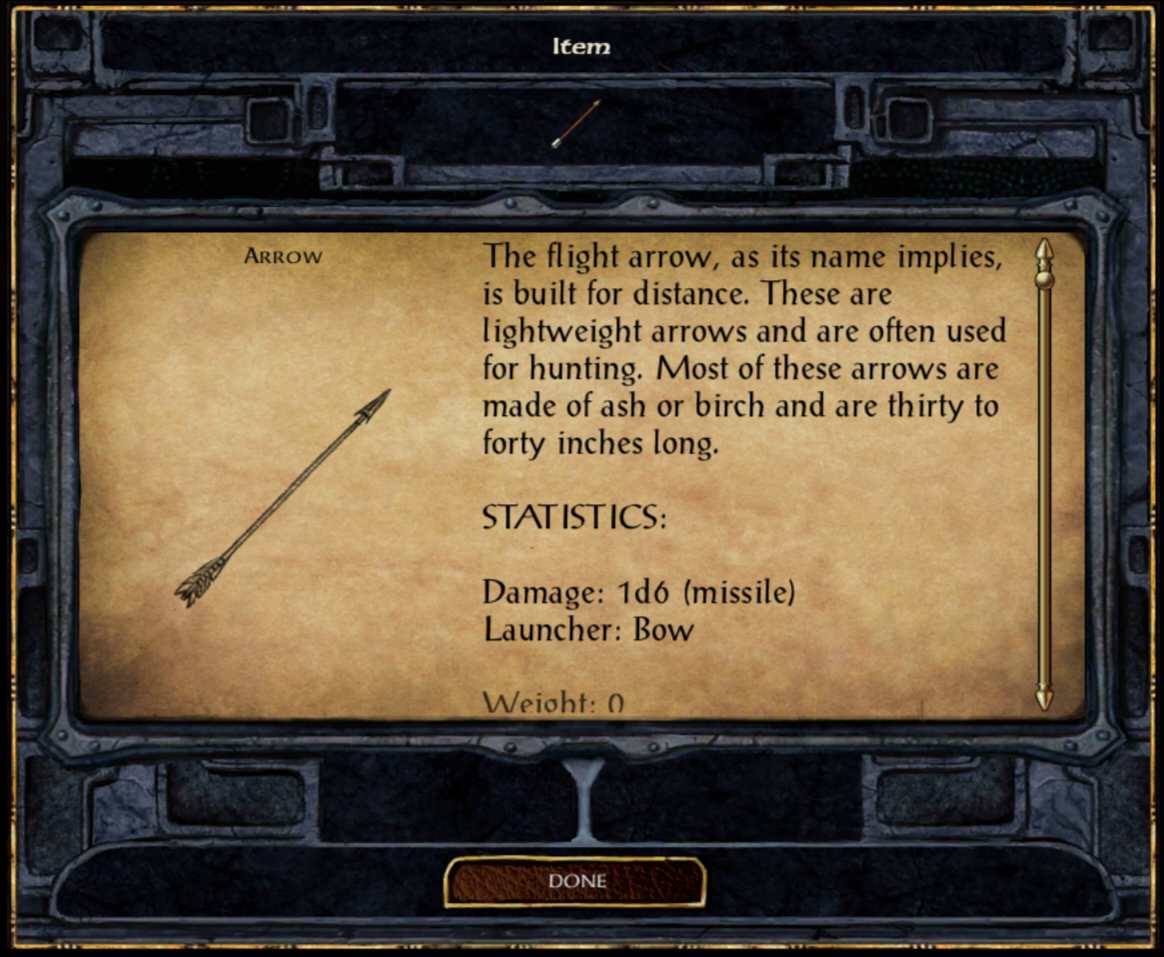 Item
Arrow
The flight arrow, as its name implies,
is built for distance. These are
lightweight arrows and are often used
for hunting. Most of these arrows are
made of ash or birch and are thirty to
forty inches long.
STATISTICS:
Damage: 1d6 (missile)
Launcher: Bow
Weight: 0
DONE